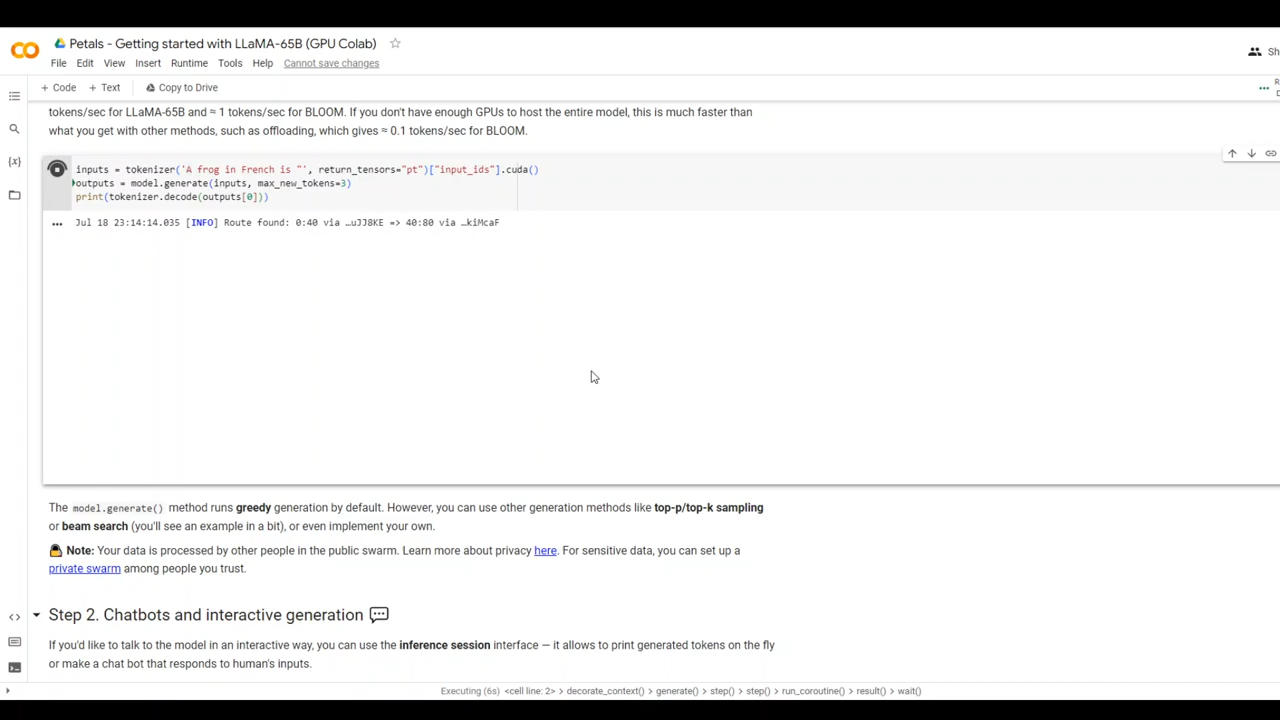 Petals - Getting started with LLaMA-65B (GPU Colab)
Sh
File Edit View Insert Runtime Tools Help Cannot save changes
+ Code + Text Copy to Drive
tokens/sec for LLaMA-65B and ≈ 1 tokens/sec for BLOOM. If you don't have enough GPUs to host the entire model, this is much faster than
what you get with other methods, such as offloading, which gives ≈ 0.1 tokens/sec for BLOOM.
inputs = tokenizer('A frog in French is "', return_tensors="pt")["input_ids"].cuda()
outputs = model.generate(inputs, max_new_tokens=3)
print(tokenizer.decode(outputs[0]))
Jul 18 23:14:14.035 [INFO] Route found: 0:40 via …uJJ8KE => 40:80 via …kiMcaF
The model.generate() method runs greedy generation by default. However, you can use other generation methods like top-p/top-k sampling
or beam search (you'll see an example in a bit), or even implement your own.
Note: Your data is processed by other people in the public swarm. Learn more about privacy here. For sensitive data, you can set up a
private swarm among people you trust.
Step 2. Chatbots and interactive generation
If you'd like to talk to the model in an interactive way, you can use the inference session interface — it allows to print generated tokens on the fly
or make a chat bot that responds to human's inputs.
Executing (6s) <cell line: 2> > decorate_context() > generate() > step() > step() > run_coroutine() > result() > wait()